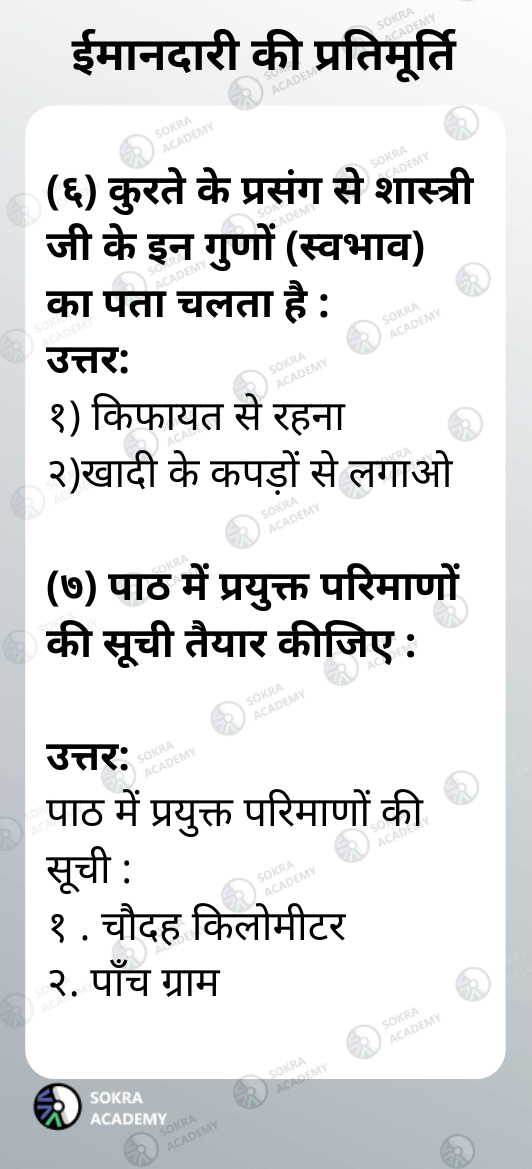 ईमानदारी की प्रतिमूर्ति
(६) कुरते के प्रसंग से शास्त्री
जी के इन गुणों (स्वभाव)
का पता चलता है :
उत्तर:
१) किफायत से रहना
२)खादी के कपड़ों से लगाओ
(७) पाठ में प्रयुक्त परिमाणों
की सूची तैयार कीजिए :
उत्तर:
पाठ में प्रयुक्त परिमाणों की
सूची :
१ . चौदह किलोमीटर
२. पाँच ग्राम
SOKRA
ACADEMY